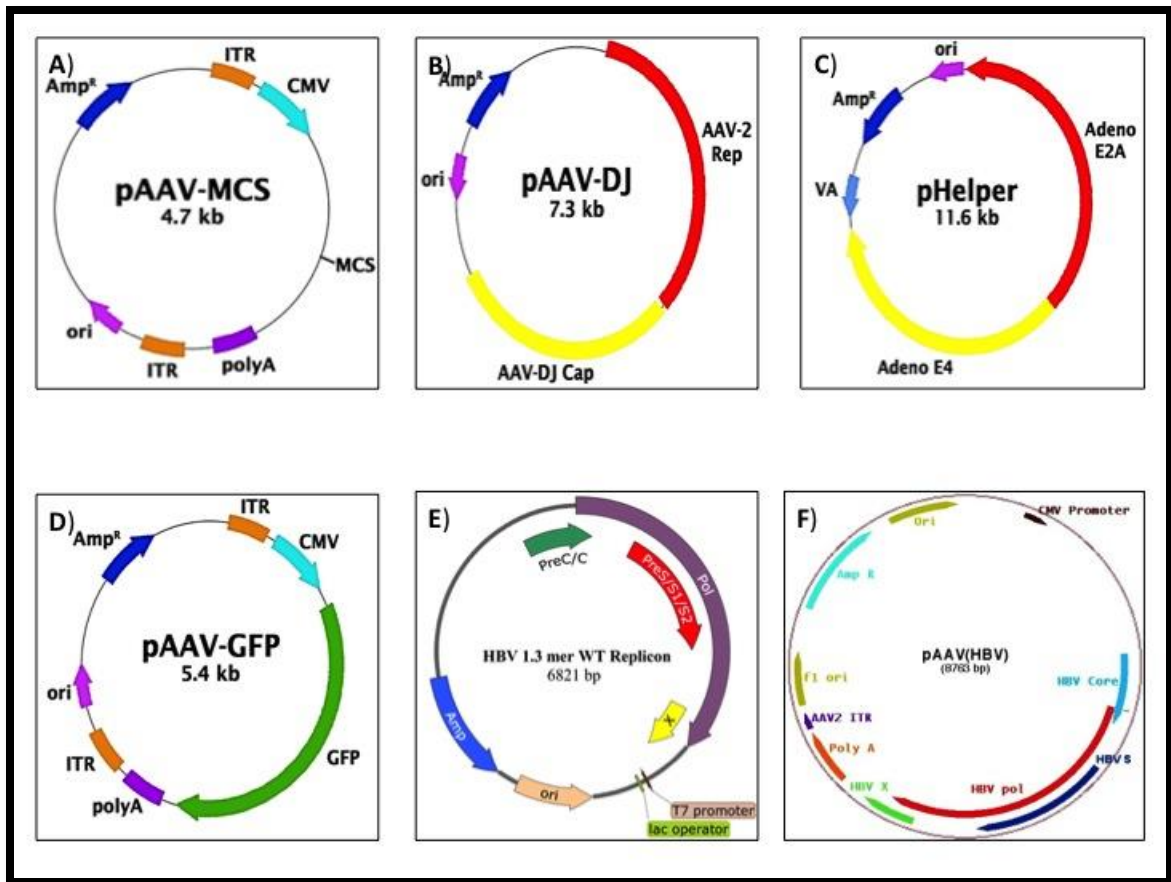 A)
ITR
CMV
Amp^R
pAAV-MCS
4.7 kb
MCS
ori
ITR
polyA
B)
Amp^R
AAV-2
Rep
ori
pAAV-DJ
7.3 kb
AAV-DJ Cap
C)
ori
Amp^R
Adeno
E2A
VA
pHelper
11.6 kb
Adeno E4
D)
ITR
CMV
Amp^R
pAAV-GFP
5.4 kb
ori
ITR
polyA
GFP
E)
PreC/C
PreS/S1/S2
Pol
HBV 1.3 mer WT Replicon
6821 bp
X
Amp
ori
T7 promoter
lac operator
F)
CMV Promoter
Ori
Amp R
pAAV(HBV)
(8763 bp)
f1 ori
HBV Core
AAV2 ITR
Poly A
HBV S
HBV X
HBV pol